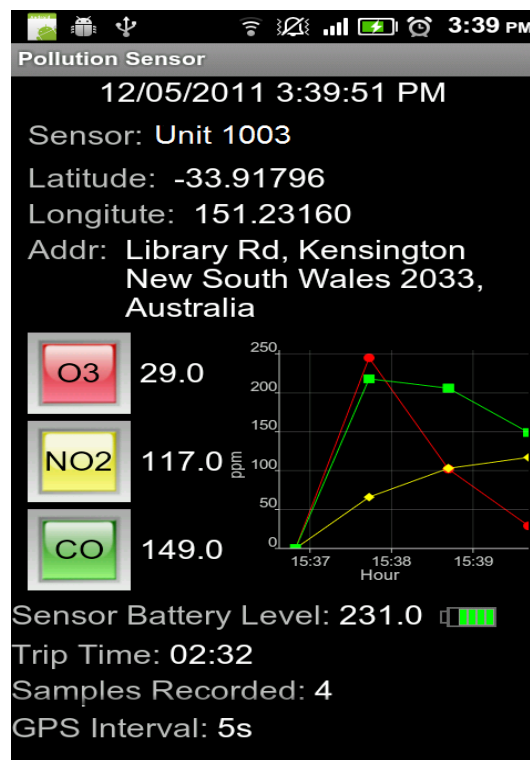 3:39 PM
Pollution Sensor
12/05/2011 3:39:51 PM
Sensor: Unit 1003
Latitude: -33.91796
Longitute: 151.23160
Addr: Library Rd, Kensington
New South Wales 2033,
Australia
O3 29.0
NO2 117.0
CO 149.0
250
200
150
100
50
0
ppm
15:37 15:38 15:39
Hour
Sensor Battery Level: 231.0
Trip Time: 02:32
Samples Recorded: 4
GPS Interval: 5s